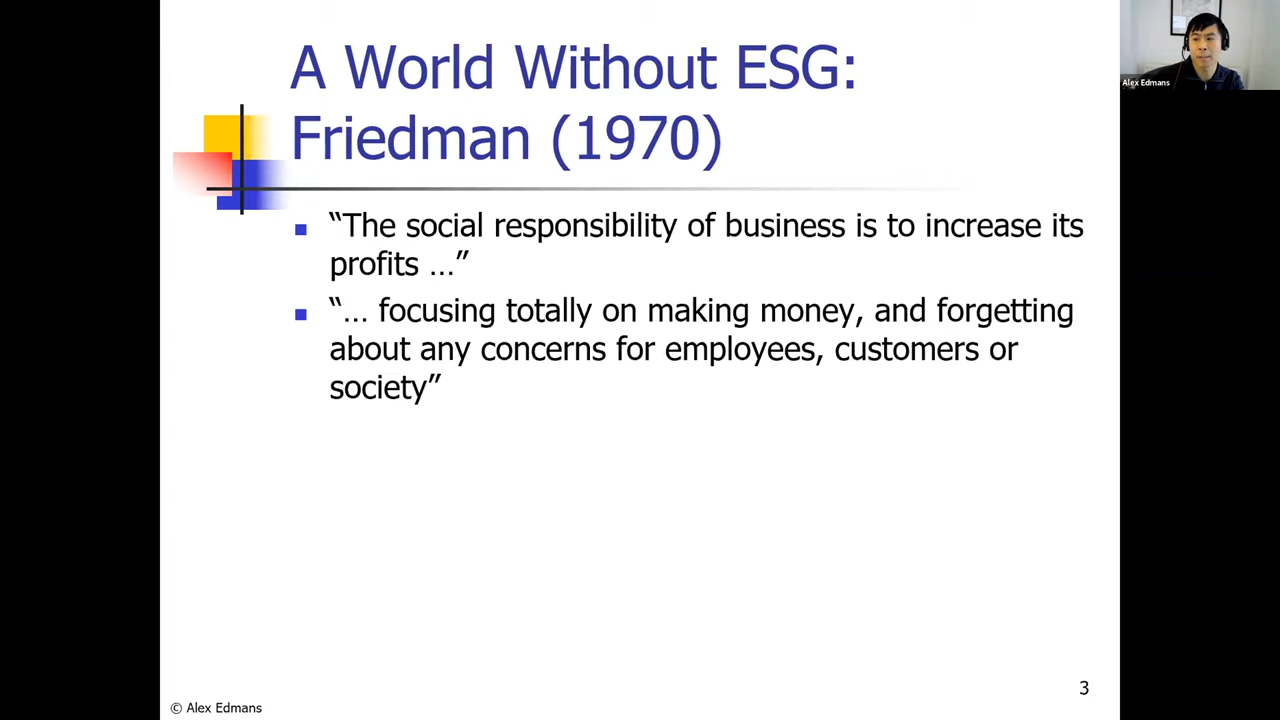 A World Without ESG:
Friedman (1970)
“The social responsibility of business is to increase its
profits …”
“… focusing totally on making money, and forgetting
about any concerns for employees, customers or
society”
3
© Alex Edmans
Alex Edmans